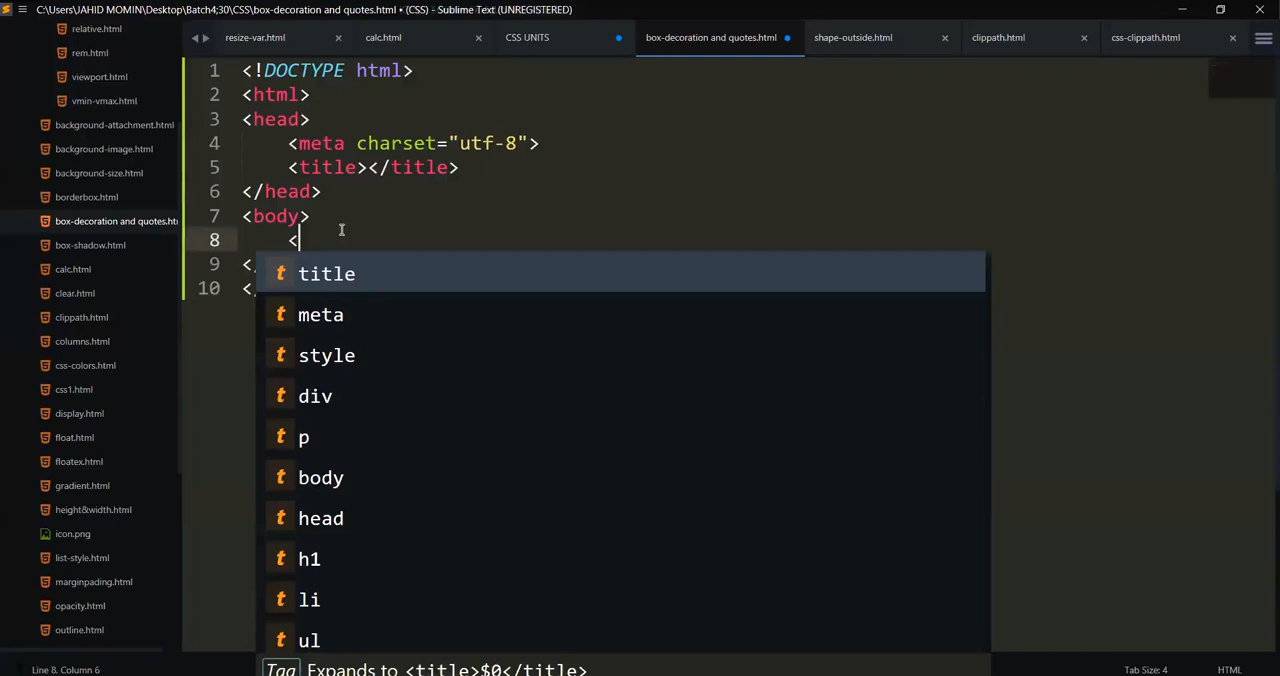 C:\Users\JAHID MOMIN\Desktop\Batch4;30\CSS\box-decoration and quotes.html • (CSS) - Sublime Text (UNREGISTERED)
resize-var.html
calc.html
CSS UNITS
box-decoration and quotes.html
shape-outside.html
clippath.html
css-clippath.html
relative.html
rem.html
viewport.html
vmin-vmax.html
background-attachment.html
background-image.html
background-size.html
borderbox.html
box-decoration and quotes.htm
box-shadow.html
calc.html
clear.html
clippath.html
columns.html
css-colors.html
css1.html
display.html
float.html
floatex.html
gradient.html
height&width.html
icon.png
list-style.html
marginpading.html
opacity.html
outline.html
1 <!DOCTYPE html>
2 <html>
3 <head>
4 <meta charset="utf-8">
5 <title></title>
6 </head>
7 <body>
8 <
9 <
10 <
t title
t meta
t style
t div
t p
t body
t head
t h1
t li
t ul
Tag Expands to <title>$0</title>
Line 8, Column 6
Tab Size: 4
HTML